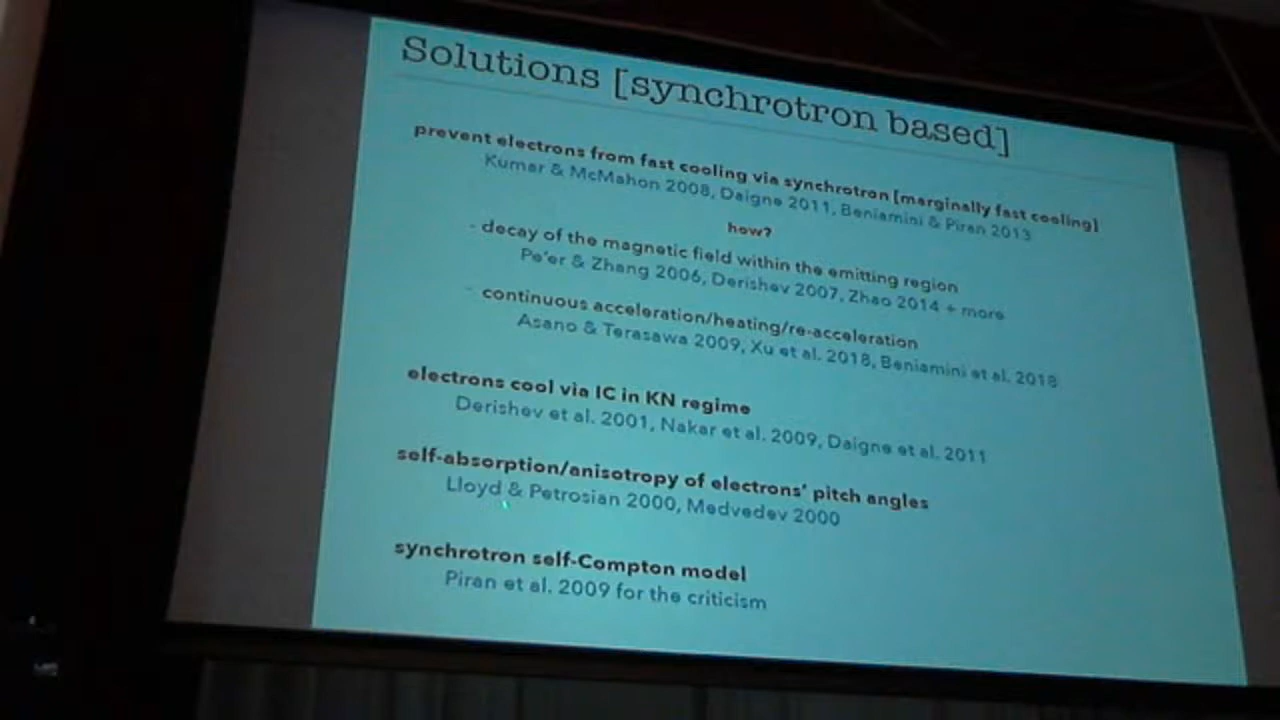 Solutions [synchrotron based]
prevent electrons from fast cooling via synchrotron [marginally fast cooling]
Kumar & McMahon 2008, Daigne 2011, Beniamini & Piran 2013
how?
- decay of the magnetic field within the emitting region
Pe'er & Zhang 2006, Derishev 2007, Zhao 2014 + more
- continuous acceleration/heating/re-acceleration
Asano & Terasawa 2009, Xu et al. 2018, Beniamini et al. 2018
electrons cool via IC in KN regime
Derishev et al. 2001, Nakar et al. 2009, Daigne et al. 2011
self-absorption/anisotropy of electrons' pitch angles
Lloyd & Petrosian 2000, Medvedev 2000
synchrotron self-Compton model
Piran et al. 2009 for the criticism